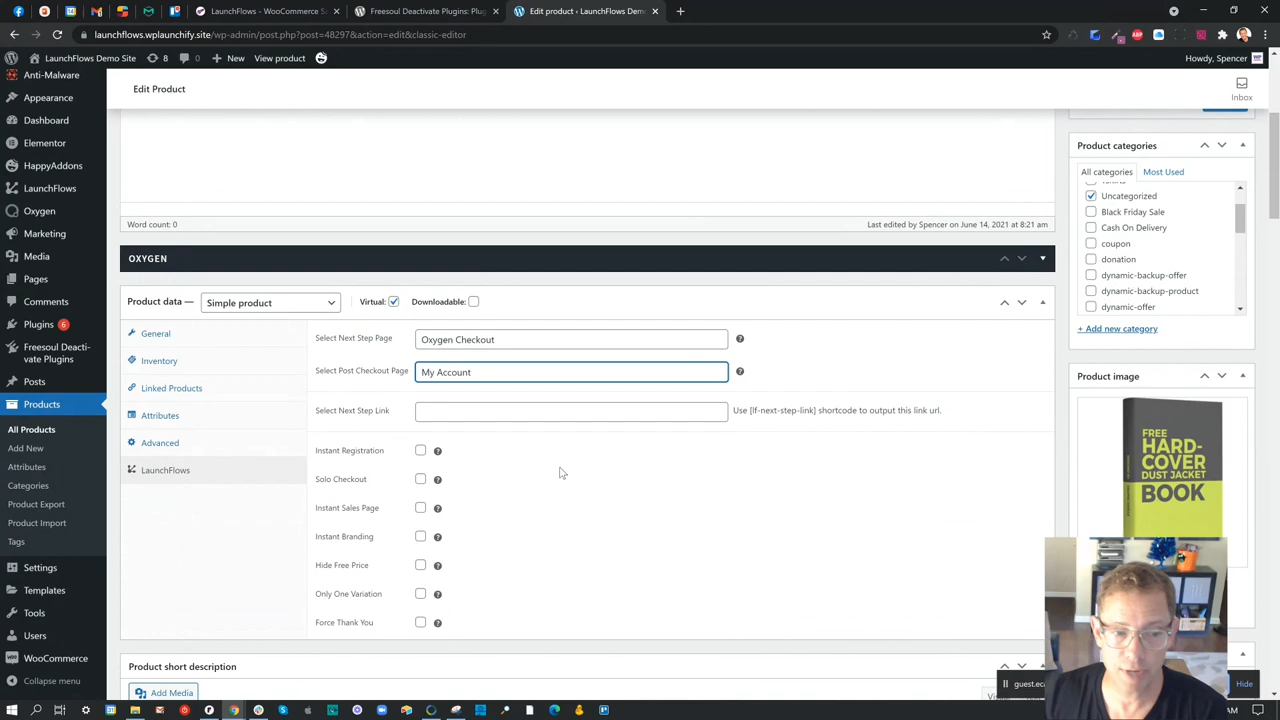 LaunchFlows - WooCommerce Sa
Freesoul Deactivate Plugins: Plug
Edit product ‹ LaunchFlows Demo
launchflows.wplaunchify.site/wp-admin/post.php?post=48297&action=edit&classic-editor
LaunchFlows Demo Site
8
0
New
View product
Howdy, Spencer
Anti-Malware
Appearance
Dashboard
Elementor
HappyAddons
LaunchFlows
Oxygen
Marketing
Media
Pages
Comments
Plugins 6
Freesoul Deacti-
vate Plugins
Posts
Products
All Products
Add New
Attributes
Categories
Product Export
Product Import
Tags
Settings
Templates
Tools
Users
WooCommerce
Collapse menu
Edit Product
Inbox
Word count: 0
Last edited by Spencer on June 14, 2021 at 8:21 am
OXYGEN
Product data —
Simple product
Virtual:
Downloadable:
General
Inventory
Linked Products
Attributes
Advanced
LaunchFlows
Select Next Step Page
Oxygen Checkout
Select Post Checkout Page
My Account
Select Next Step Link
Use [lf-next-step-link] shortcode to output this link url.
Instant Registration
Solo Checkout
Instant Sales Page
Instant Branding
Hide Free Price
Only One Variation
Force Thank You
Product short description
Add Media
Product categories
All categories
Most Used
Uncategorized
Black Friday Sale
Cash On Delivery
coupon
donation
dynamic-backup-offer
dynamic-backup-product
dynamic-offer
+ Add new category
Product image
FREE
HARD-
COVER
DUST JACKET
BOOK
guest.ec
Hide
AM